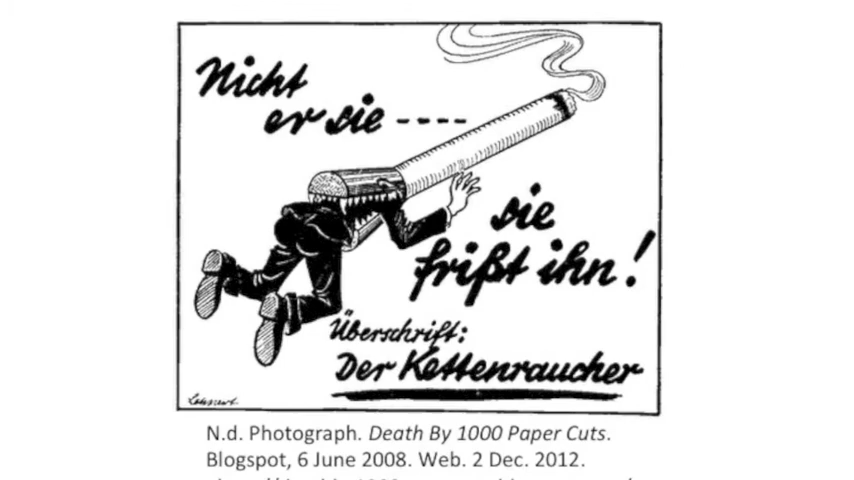 Nicht
er sie ----
sie
frißt ihn!
Überschrift:
Der Kettenraucher
N.d. Photograph. Death By 1000 Paper Cuts.
Blogspot, 6 June 2008. Web. 2 Dec. 2012.